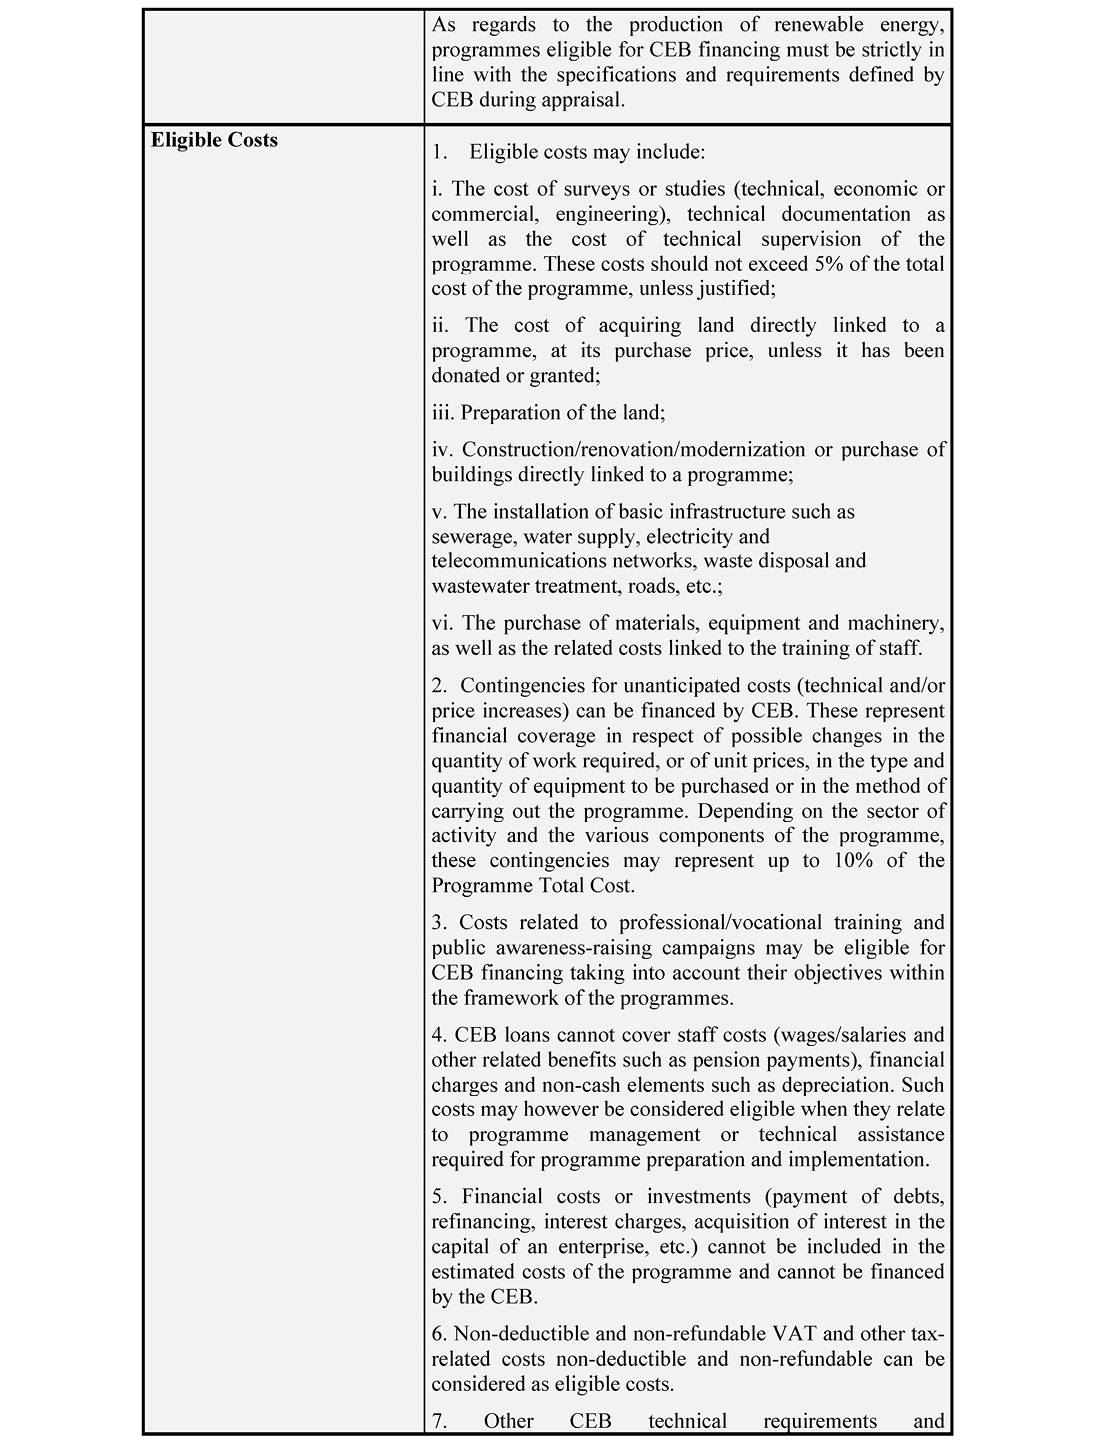 As regards to the production of renewable energy,
programmes eligible for CEB financing must be strictly in
line with the specifications and requirements defined by
CEB during appraisal.
Eligible Costs
1. Eligible costs may include:
i. The cost of surveys or studies (technical, economic or
commercial, engineering), technical documentation as
well as the cost of technical supervision of the
programme. These costs should not exceed 5% of the total
cost of the programme, unless justified;
ii. The cost of acquiring land directly linked to a
programme, at its purchase price, unless it has been
donated or granted;
iii. Preparation of the land;
iv. Construction/renovation/modernization or purchase of
buildings directly linked to a programme;
v. The installation of basic infrastructure such as
sewerage, water supply, electricity and
telecommunications networks, waste disposal and
wastewater treatment, roads, etc.;
vi. The purchase of materials, equipment and machinery,
as well as the related costs linked to the training of staff.
2. Contingencies for unanticipated costs (technical and/or
price increases) can be financed by CEB. These represent
financial coverage in respect of possible changes in the
quantity of work required, or of unit prices, in the type and
quantity of equipment to be purchased or in the method of
carrying out the programme. Depending on the sector of
activity and the various components of the programme,
these contingencies may represent up to 10% of the
Programme Total Cost.
3. Costs related to professional/vocational training and
public awareness-raising campaigns may be eligible for
CEB financing taking into account their objectives within
the framework of the programmes.
4. CEB loans cannot cover staff costs (wages/salaries and
other related benefits such as pension payments), financial
charges and non-cash elements such as depreciation. Such
costs may however be considered eligible when they relate
to programme management or technical assistance
required for programme preparation and implementation.
5. Financial costs or investments (payment of debts,
refinancing, interest charges, acquisition of interest in the
capital of an enterprise, etc.) cannot be included in the
estimated costs of the programme and cannot be financed
by the CEB.
6. Non-deductible and non-refundable VAT and other tax-
related costs non-deductible and non-refundable can be
considered as eligible costs.
7. Other CEB technical requirements and